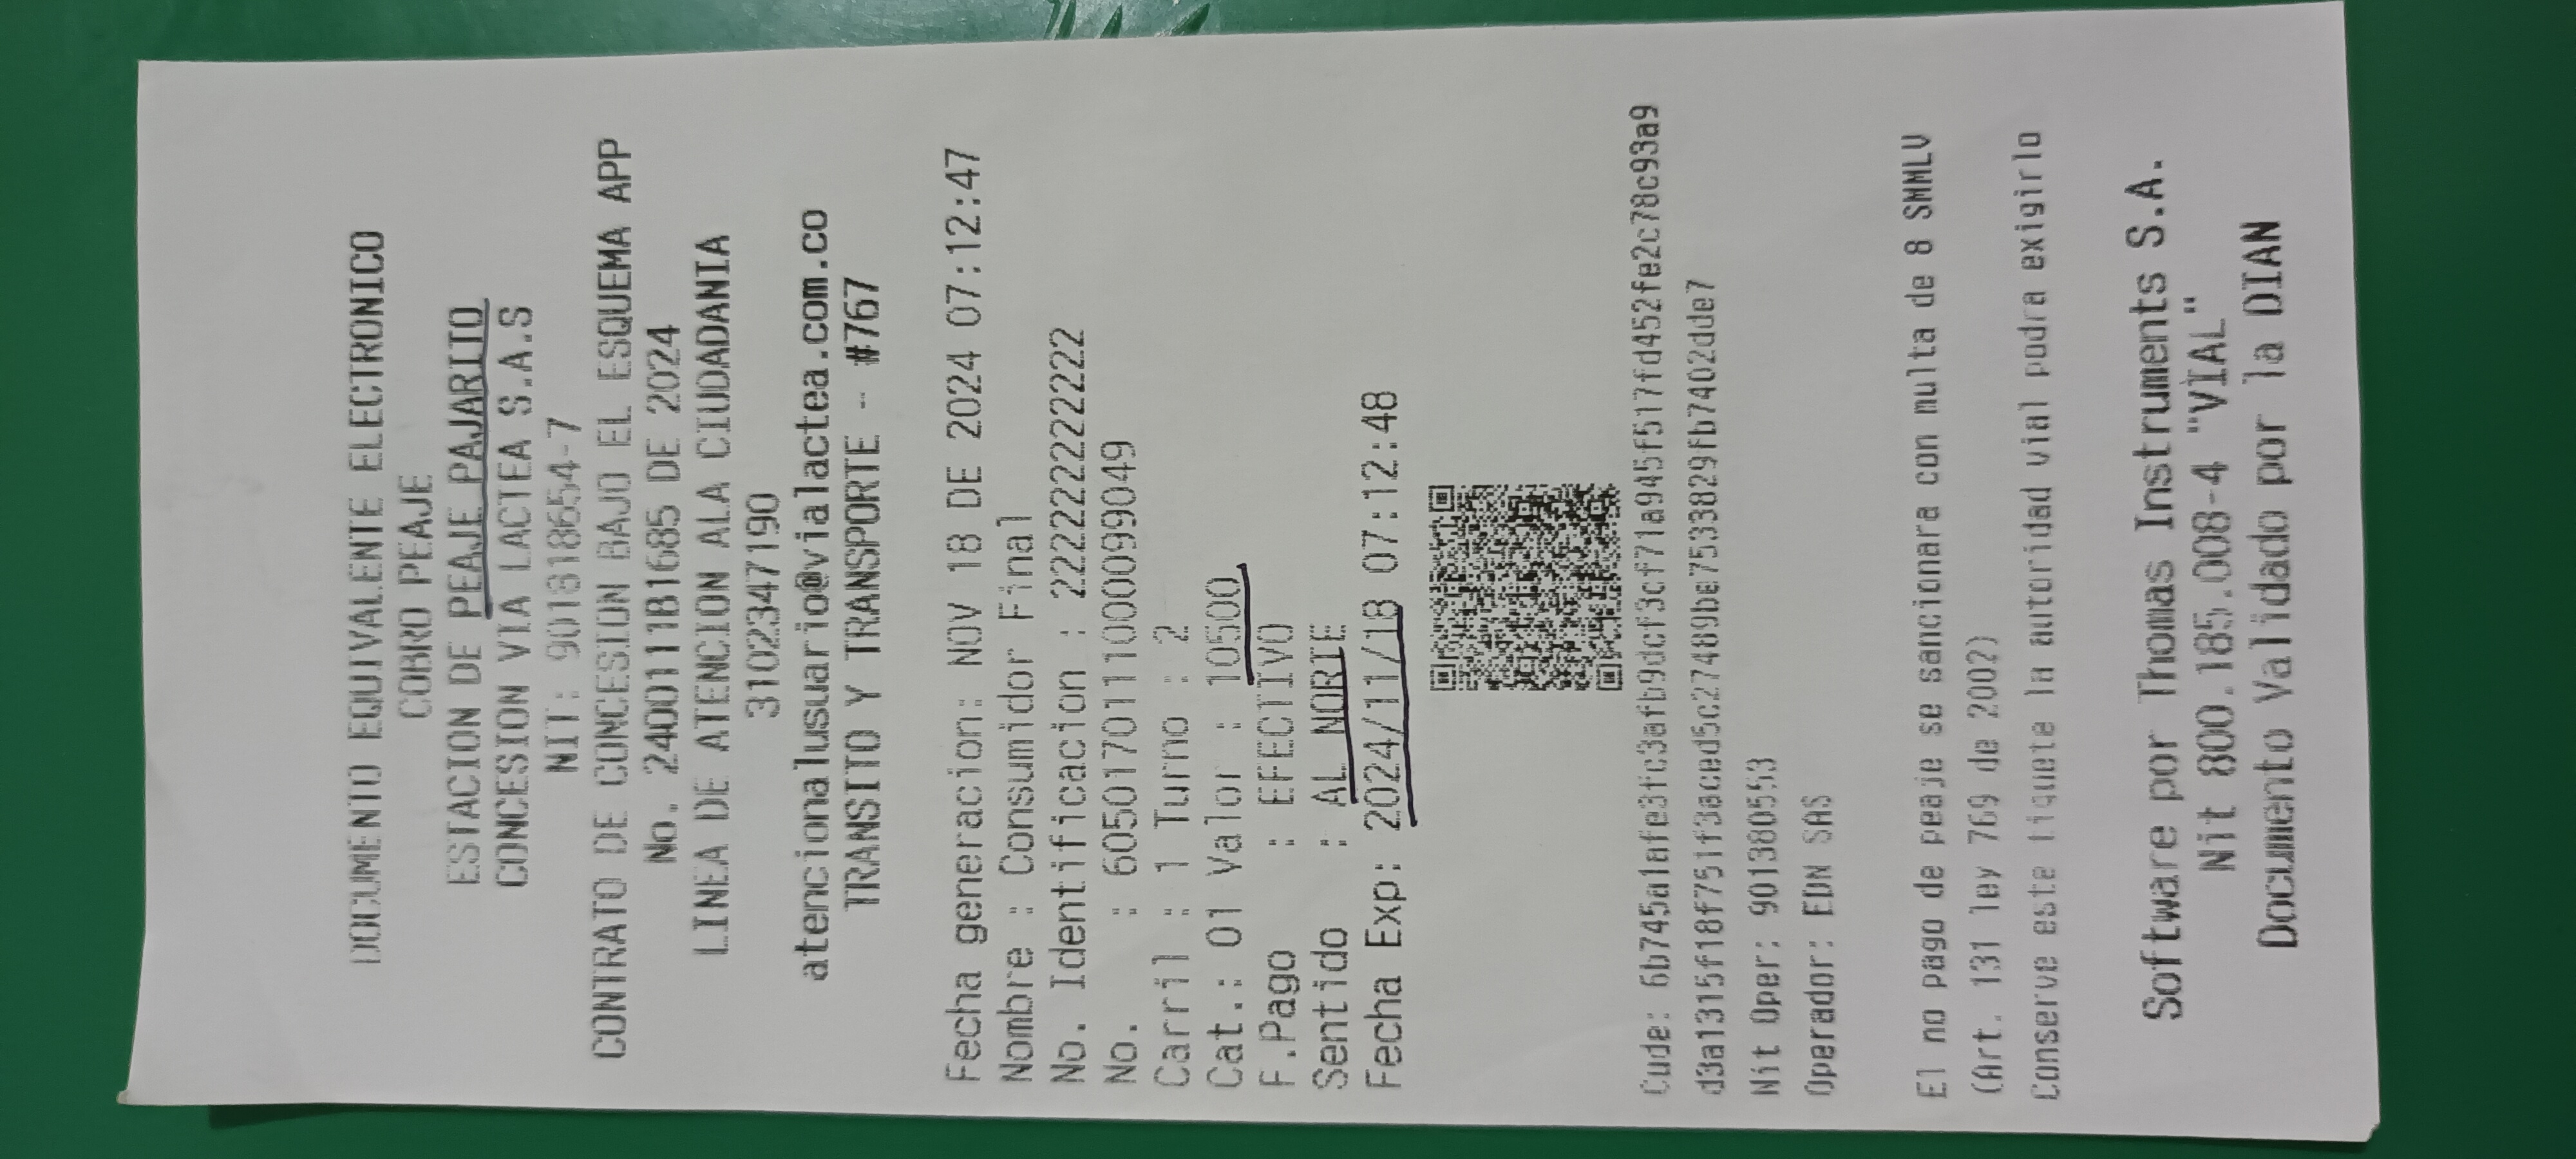 DOCUMENTO EQUIVALENTE ELECTRONICO
COBRO PEAJE
ESTACION DE PEAJE PAJARITO
CONCESION VIA LACTEA S.A.S
NIT: 901818654-7
CONTRATO DE CONCESION BAJO EL ESQUEMA APP
No. 240011B1685 DE 2024
LINEA DE ATENCION ALA CIUDADANIA
3102347190
atencionalusuario@vialactea.com.co
TRANSITO Y TRANSPORTE -- #767
Fecha generacion: NOV 18 DE 2024 07:12:47
Nombre : Consumidor Final
No. Identificacion : 222222222222
No. : 605017011000099049
Carril : 1 Turno : 2
Cat.: 01 Valor : 10500
F.Pago : EFECTIVO
Sentido : AL NORTE
Fecha Exp: 2024/11/18 07:12:48
Cude: 6b745a1afe3fc3afb9dcf3cf71a945f517fd452fe2c78c93a9
d3a1315f18f751f3aced5c27489be7533829fb7402dde7
Nit Oper: 901380553
Operador: EDN SAS
El no pago de peaje se sancionara con multa de 8 SMMLV
(Art. 131 ley 769 de 2002)
Conserve este tiquete la autoridad vial podra exigirlo
Software por Thomas Instruments S.A.
Nit 800.185.008-4 "VIAL"
Documento Validado por la DIAN